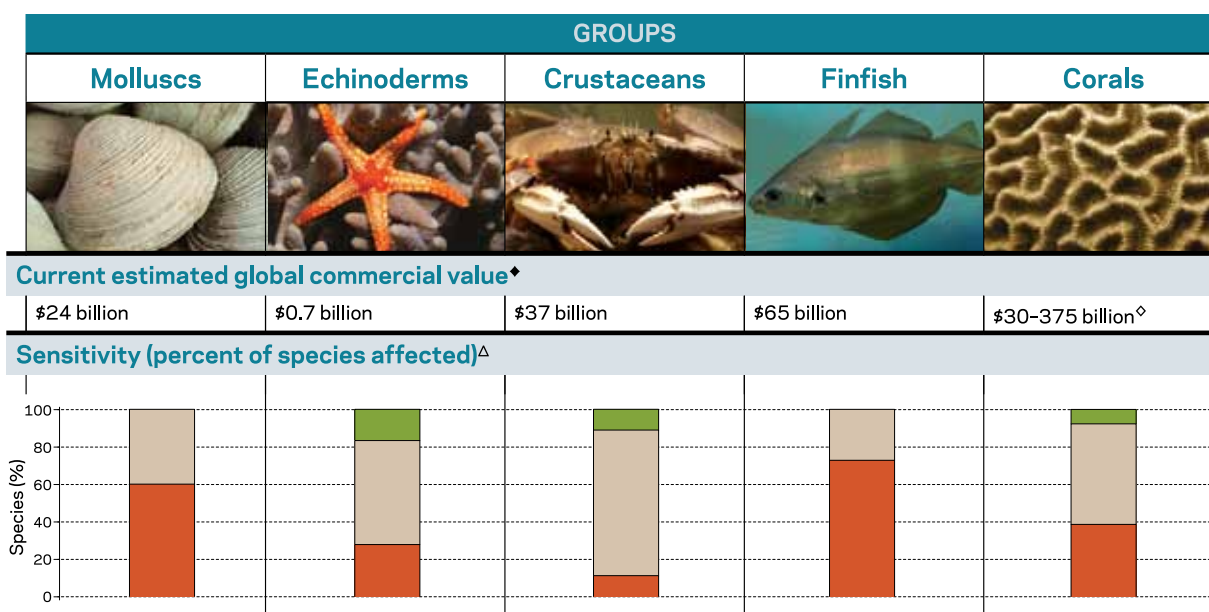 GROUPS
Molluscs Echinoderms Crustaceans Finfish Corals
Current estimated global commercial value♦
$24 billion $0.7 billion $37 billion $65 billion $30–375 billion◇
Sensitivity (percent of species affected)△
Species (%)
100
80
60
40
20
0